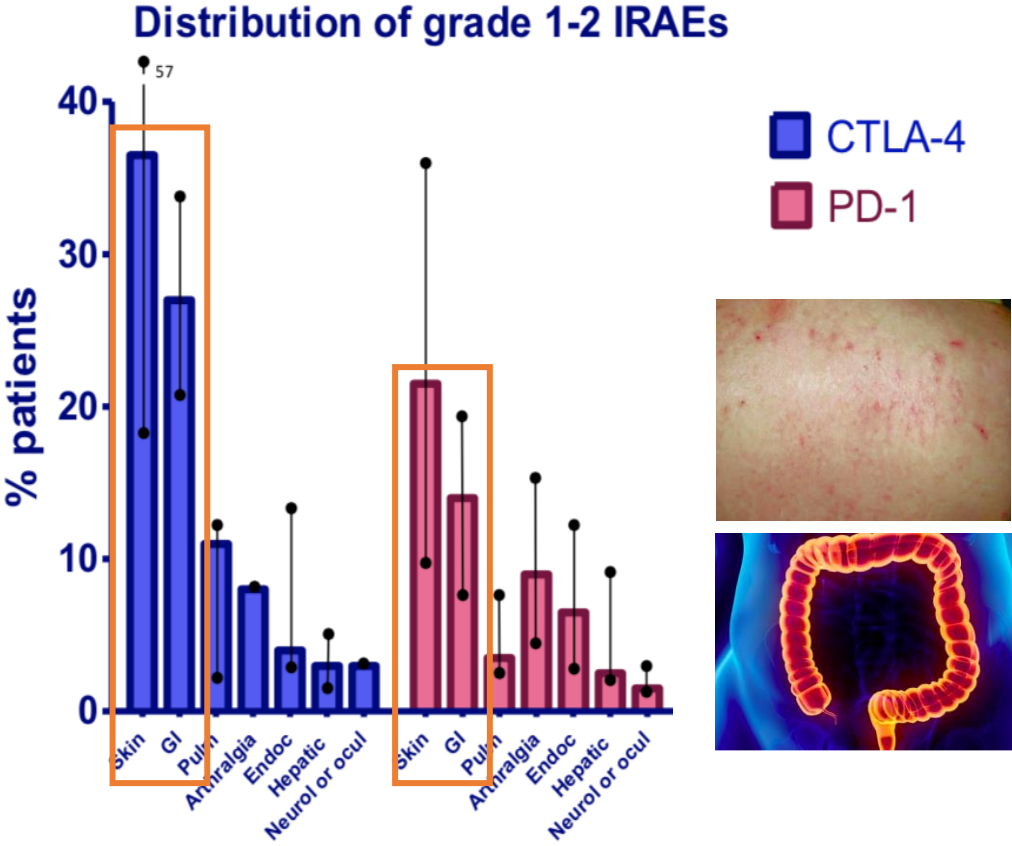 Distribution of grade 1-2 IRAEs
57
40
30
20
10
0
% patients
CTLA-4
PD-1
Skin
GI
Pulm
Arthralgia
Endoc
Hepatic
Neurol or ocul
Skin
GI
Pulm
Arthralgia
Endoc
Hepatic
Neurol or ocul